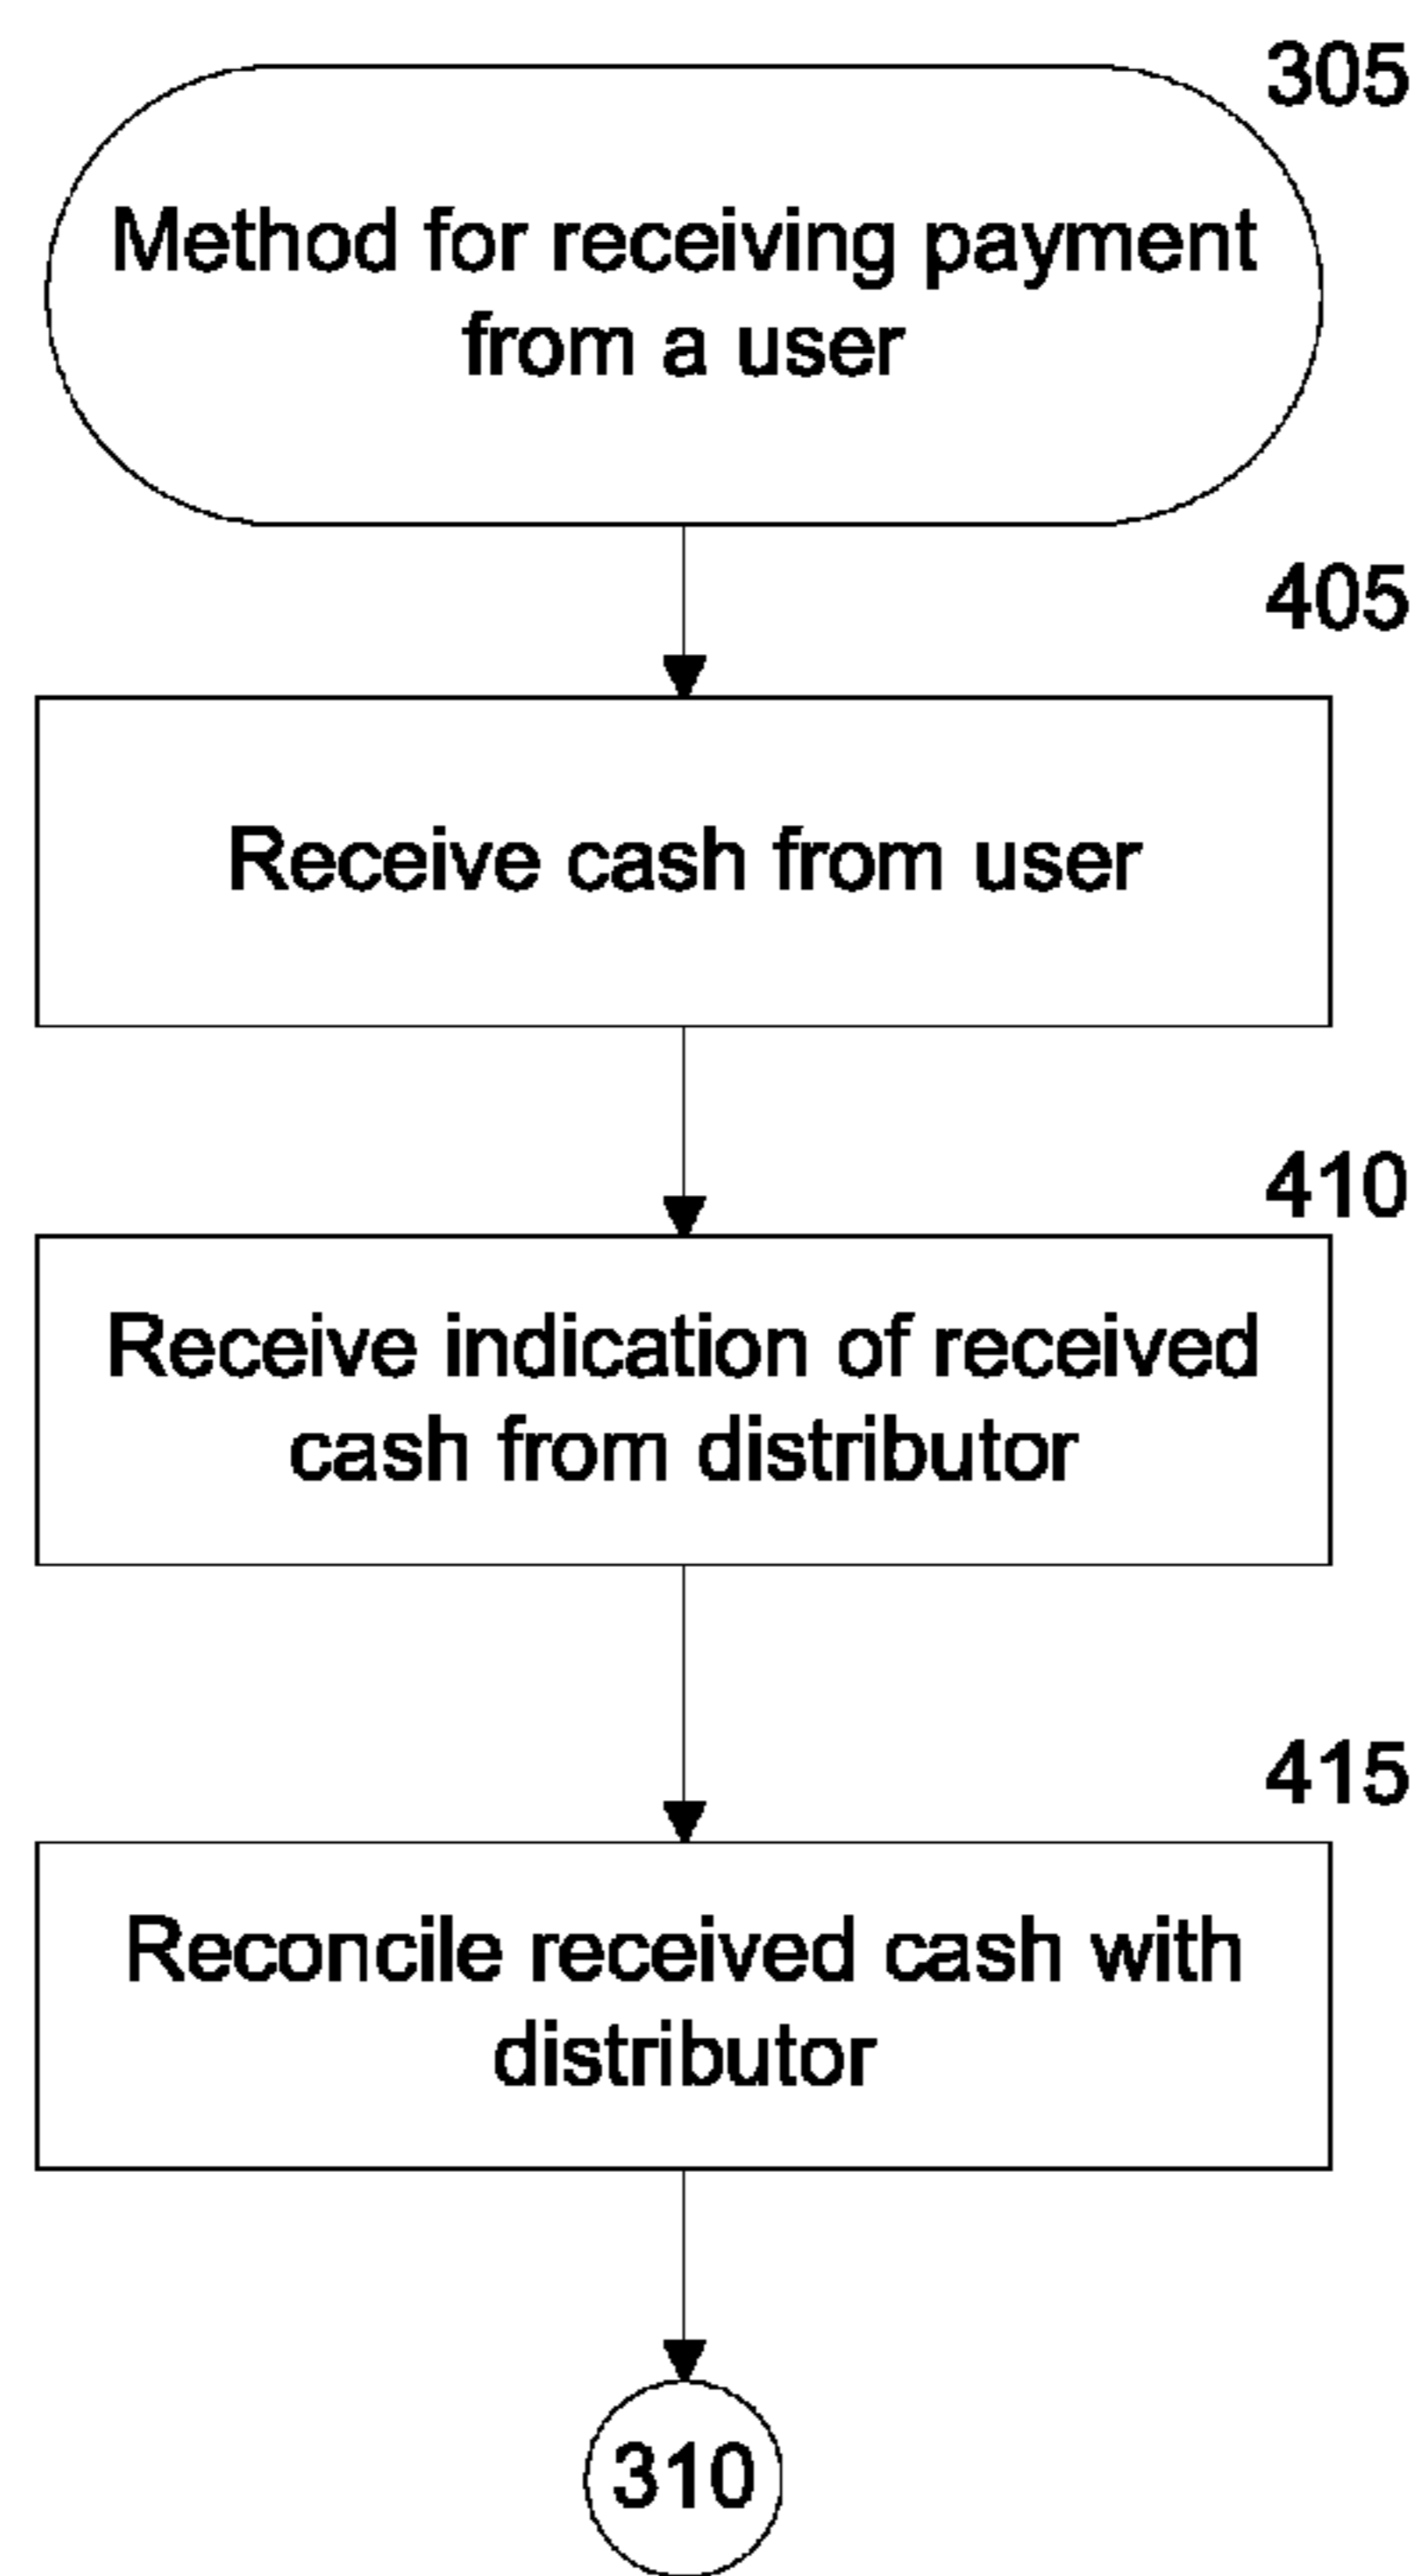 305
Method for receiving payment
from a user
405
Receive cash from user
410
Receive indication of received
cash from distributor
415
Reconcile received cash with
distributor
310